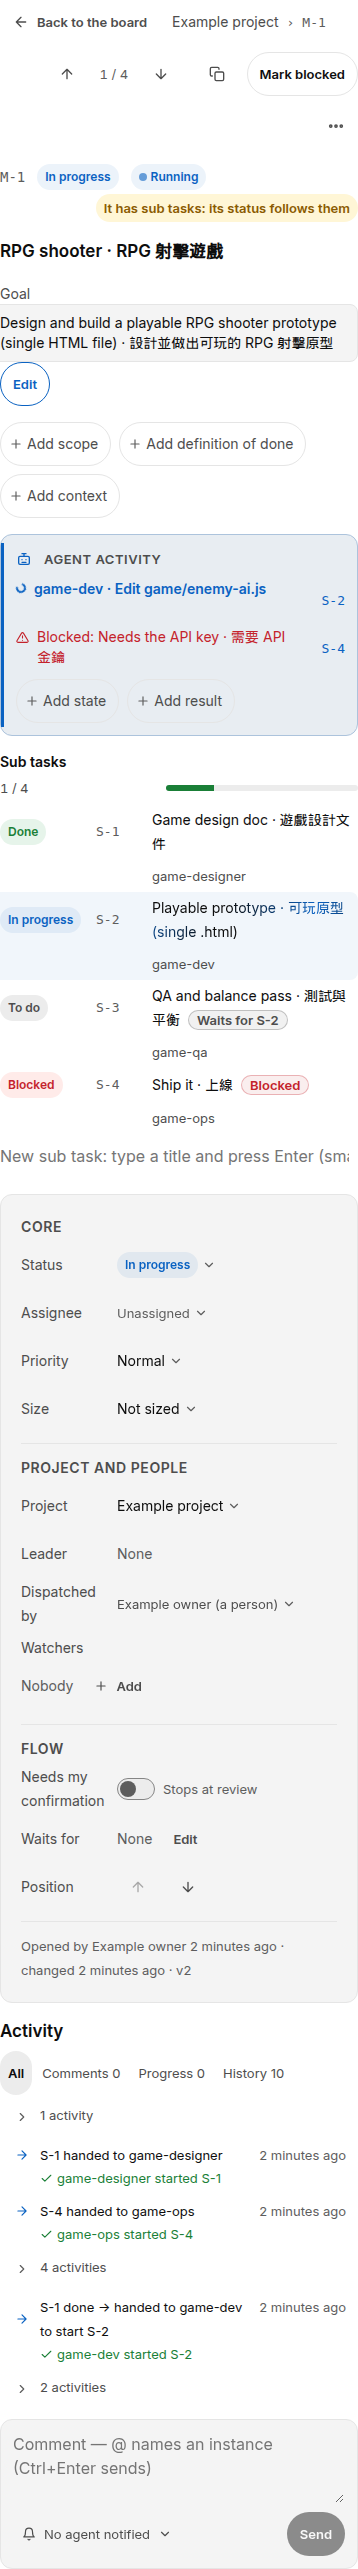 Back to the board Example project › M-1
1 / 4 Mark blocked
M-1 In progress Running
It has sub tasks: its status follows them
RPG shooter · RPG 射擊遊戲
Goal
Design and build a playable RPG shooter prototype
(single HTML file) · 設計並做出可玩的 RPG 射擊原型
Edit
+ Add scope + Add definition of done
+ Add context
AGENT ACTIVITY
game-dev · Edit game/enemy-ai.js
S-2
Blocked: Needs the API key · 需要 API
金鑰
S-4
+ Add state + Add result
Sub tasks
1 / 4
Done S-1 Game design doc · 遊戲設計文
件
game-designer
In progress S-2 Playable prototype · 可玩原型
(single .html)
game-dev
To do S-3 QA and balance pass · 測試與
平衡 Waits for S-2
game-qa
Blocked S-4 Ship it · 上線 Blocked
game-ops
New sub task: type a title and press Enter (sma
CORE
Status In progress
Assignee Unassigned
Priority Normal
Size Not sized
PROJECT AND PEOPLE
Project Example project
Leader None
Dispatched
by
Example owner (a person)
Watchers
Nobody + Add
FLOW
Needs my
confirmation
Stops at review
Waits for None Edit
Position
Opened by Example owner 2 minutes ago ·
changed 2 minutes ago · v2
Activity
All Comments 0 Progress 0 History 10
1 activity
S-1 handed to game-designer 2 minutes ago
✓ game-designer started S-1
S-4 handed to game-ops 2 minutes ago
✓ game-ops started S-4
4 activities
S-1 done → handed to game-dev 2 minutes ago
to start S-2
✓ game-dev started S-2
2 activities
Comment — @ names an instance
(Ctrl+Enter sends)
No agent notified Send